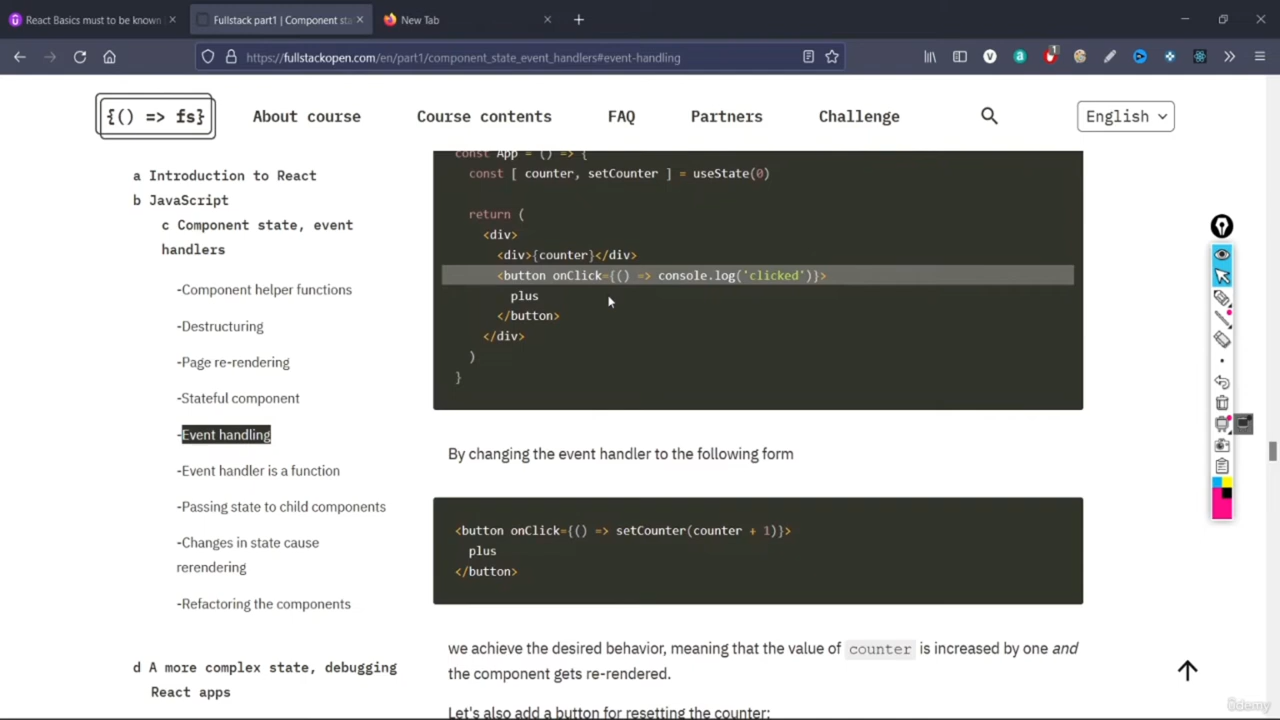 React Basics must to be known
Fullstack part1 | Component sta
New Tab
https://fullstackopen.com/en/part1/component_state_event_handlers#event-handling
{() => fs}
About course
Course contents
FAQ
Partners
Challenge
English
a Introduction to React
b JavaScript
c Component state, event
handlers
-Component helper functions
-Destructuring
-Page re-rendering
-Stateful component
-Event handling
-Event handler is a function
-Passing state to child components
-Changes in state cause
rerendering
-Refactoring the components
d A more complex state, debugging
React apps
const App = () => {
const [ counter, setCounter ] = useState(0)
return (
<div>
<div>{counter}</div>
<button onClick={() => console.log('clicked')}>
plus
</button>
</div>
)
}
By changing the event handler to the following form
<button onClick={() => setCounter(counter + 1)}>
plus
</button>
we achieve the desired behavior, meaning that the value of counter is increased by one and
the component gets re-rendered.
Let's also add a button for resetting the counter:
ûdemy